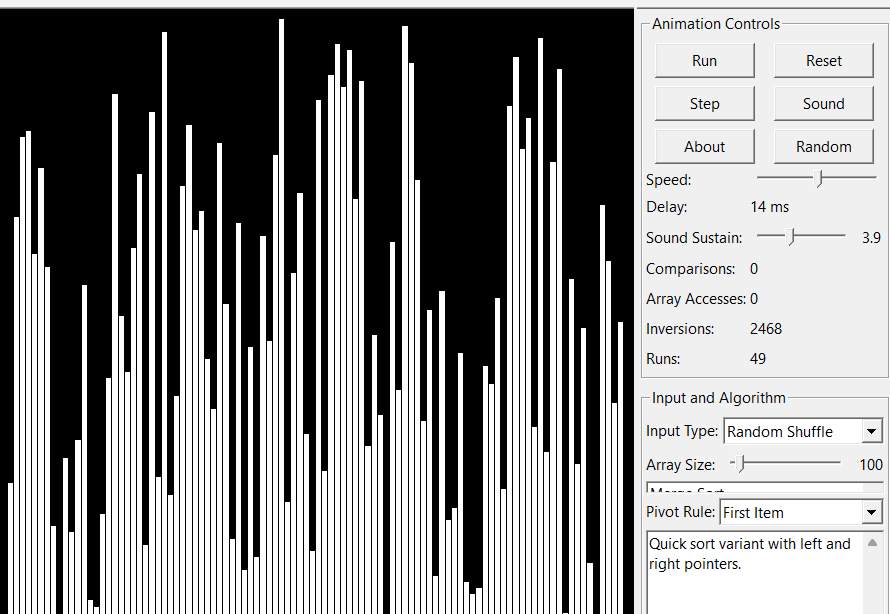 Animation Controls
Run Reset
Step Sound
About Random
Speed:
Delay: 14 ms
Sound Sustain: 3.9
Comparisons: 0
Array Accesses: 0
Inversions: 2468
Runs: 49
Input and Algorithm
Input Type: Random Shuffle
Array Size: 100
Merge Sort
Pivot Rule: First Item
Quick sort variant with left and
right pointers.